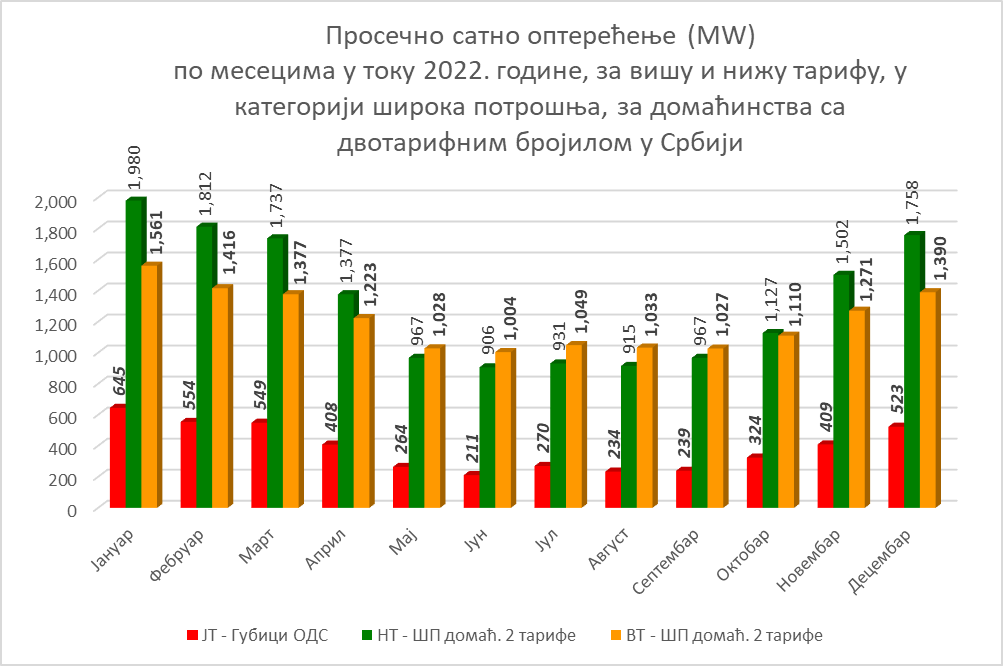 Просечно сатно оптерећење (MW)
по месецима у току 2022. године, за вишу и нижу тарифу, у
категорији широка потрошња, за домаћинства са
двотарифним бројилом у Србији
2,000
1,800
1,600
1,400
1,200
1,000
800
600
400
200
0
645 1,980 1,561
554 1,812 1,416
549 1,737 1,377
408 1,377 1,223
264 967 1,028
211 906 1,004
270 931 1,049
234 915 1,033
239 967 1,027
324 1,127 1,110
409 1,502 1,271
523 1,758 1,390
Јануар
Фебруар
Март
Април
Мај
Јун
Јул
Август
Септембар
Октобар
Новембар
Децембар
ЈТ - Губици ОДС
НТ - ШП домаћ. 2 тарифе
ВТ - ШП домаћ. 2 тарифе